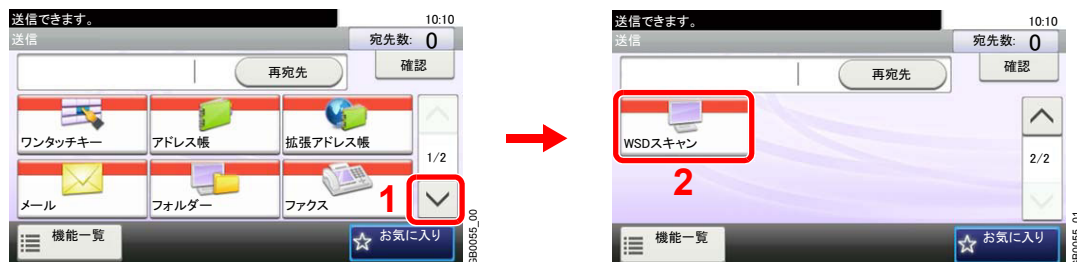 送信できます。
10:10
送信
宛先数: 0
再宛先
確認
ワンタッチキー
アドレス帳
拡張アドレス帳
1/2
メール
フォルダー
ファクス
1
機能一覧
お気に入り
送信できます。
10:10
送信
宛先数: 0
再宛先
確認
WSDスキャン
2/2
2
機能一覧
お気に入り